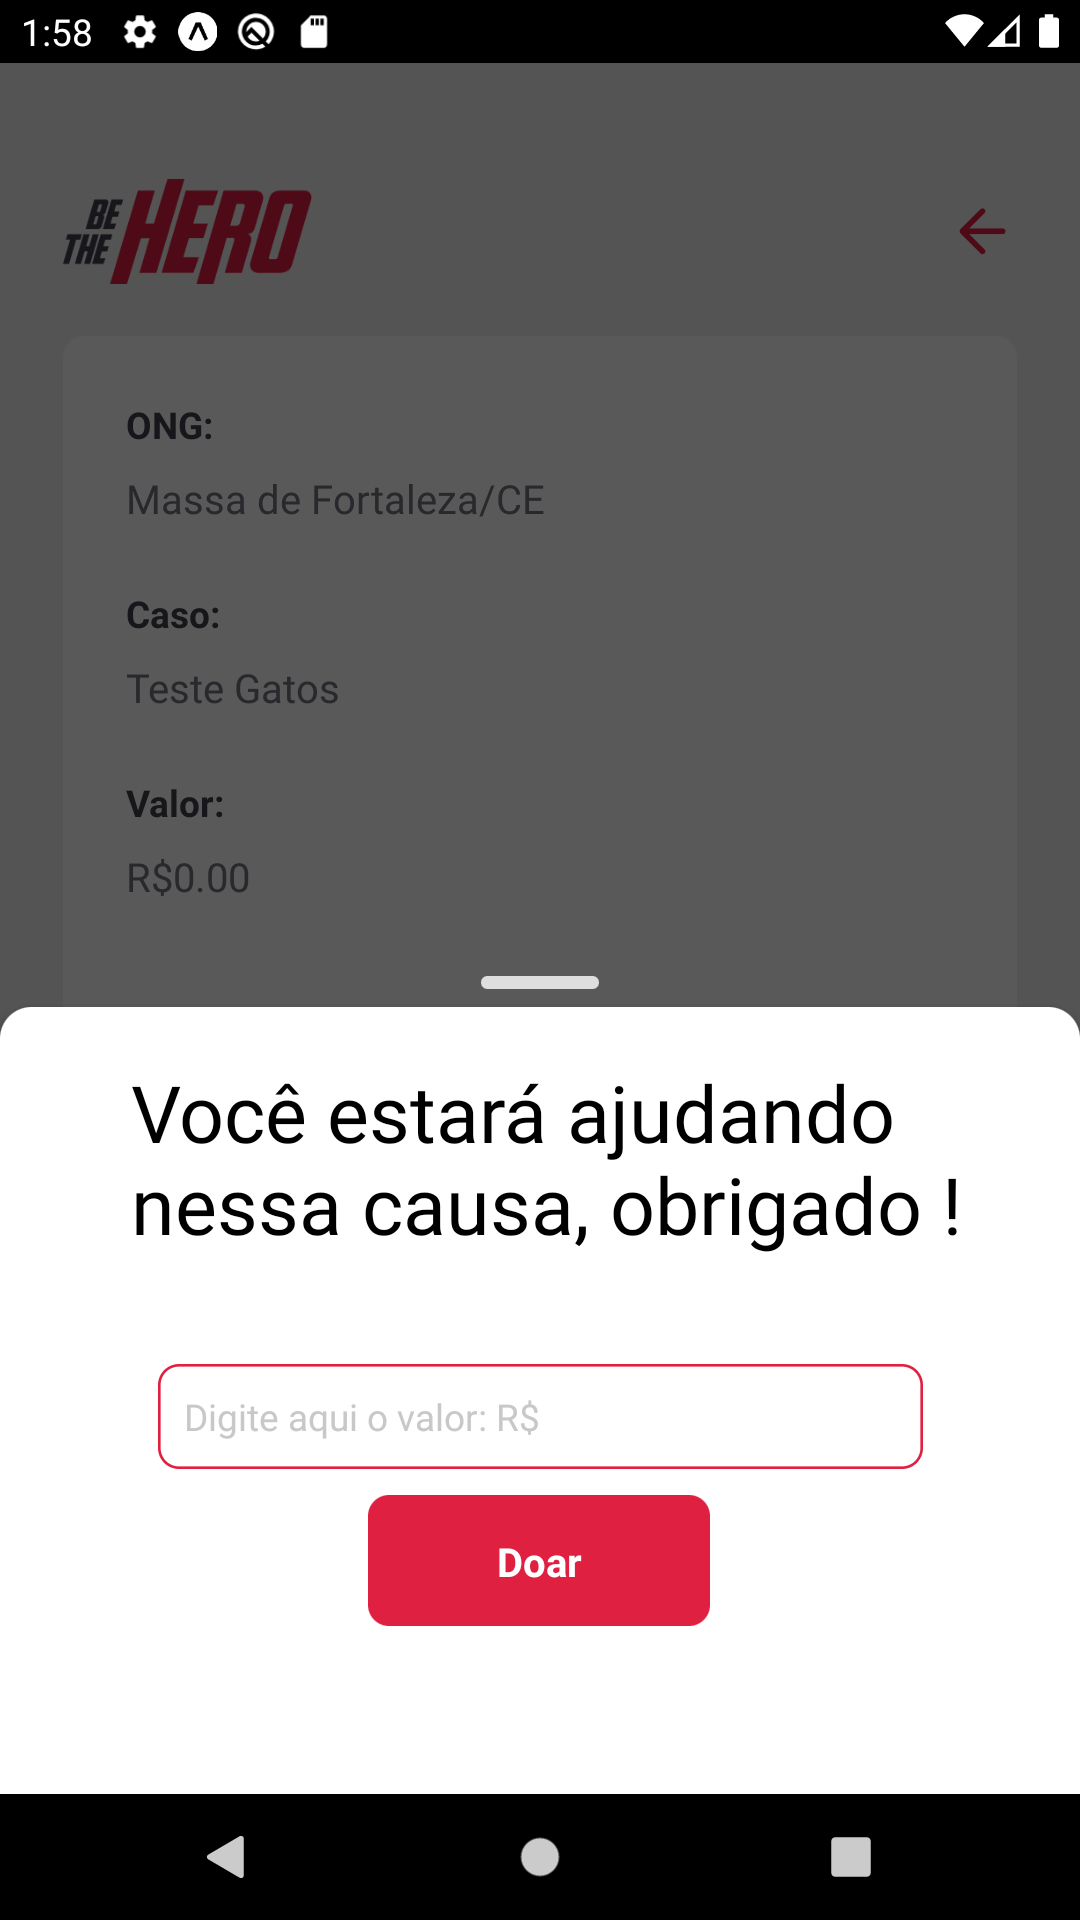 1:58
BE
THE
HERO
ONG:
Massa de Fortaleza/CE
Caso:
Teste Gatos
Valor:
R$0.00
Você estará ajudando
nessa causa, obrigado !
Digite aqui o valor: R$
Doar